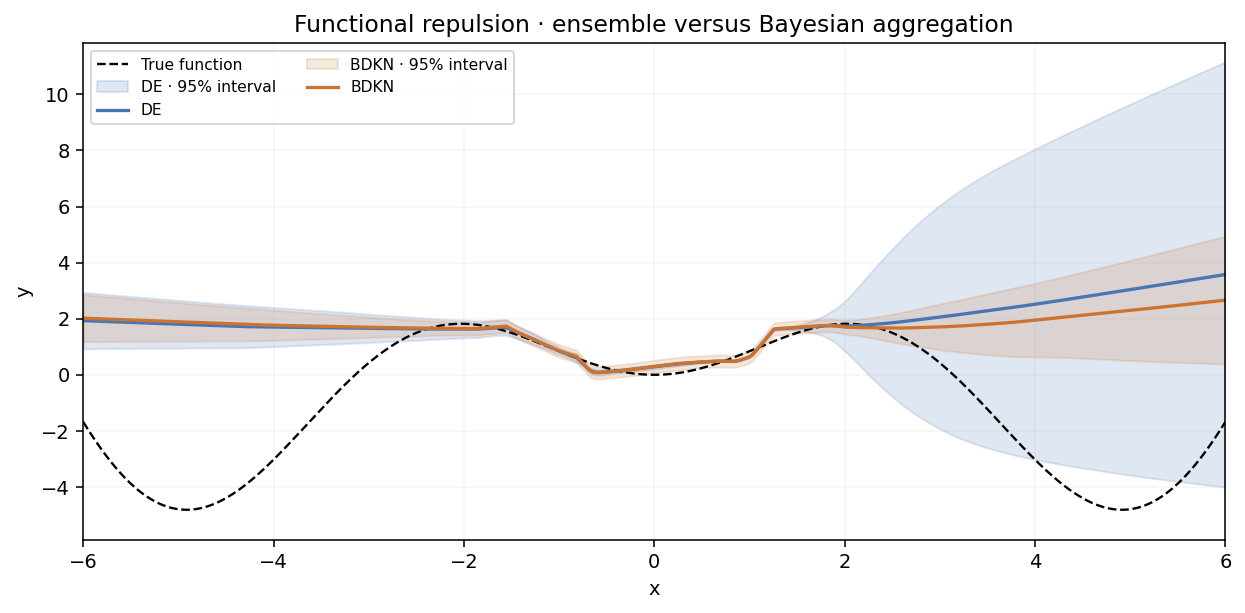 Functional repulsion · ensemble versus Bayesian aggregation
True function
DE · 95% interval
DE
BDKN · 95% interval
BDKN
y
10
8
6
4
2
0
−2
−4
−6
−4
−2
0
2
4
6
x